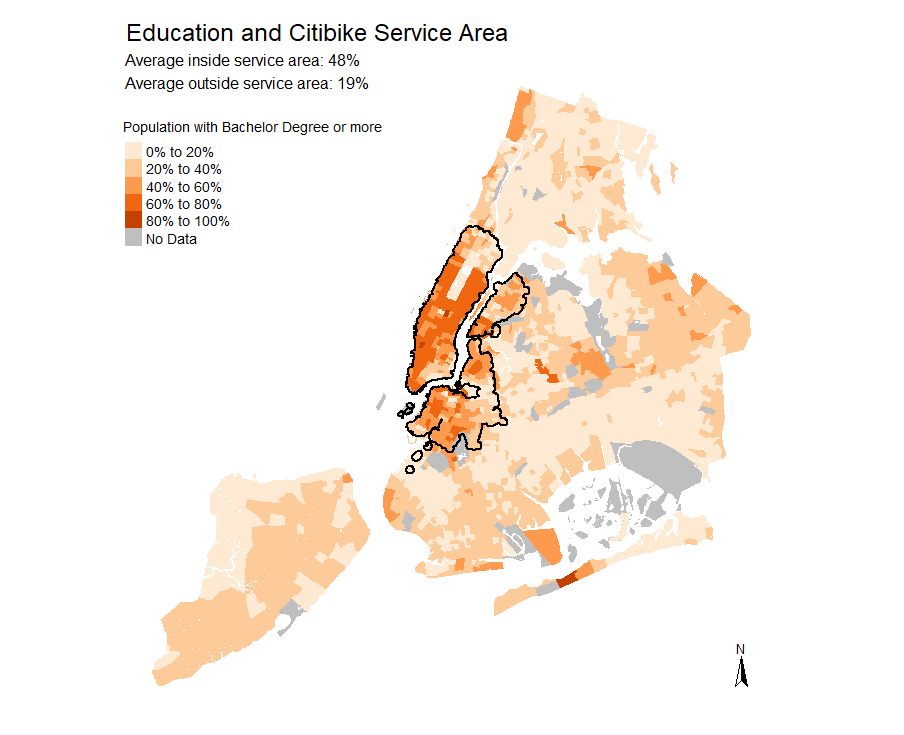 Education and Citibike Service Area
Average inside service area: 48%
Average outside service area: 19%
Population with Bachelor Degree or more
0% to 20%
20% to 40%
40% to 60%
60% to 80%
80% to 100%
No Data
N